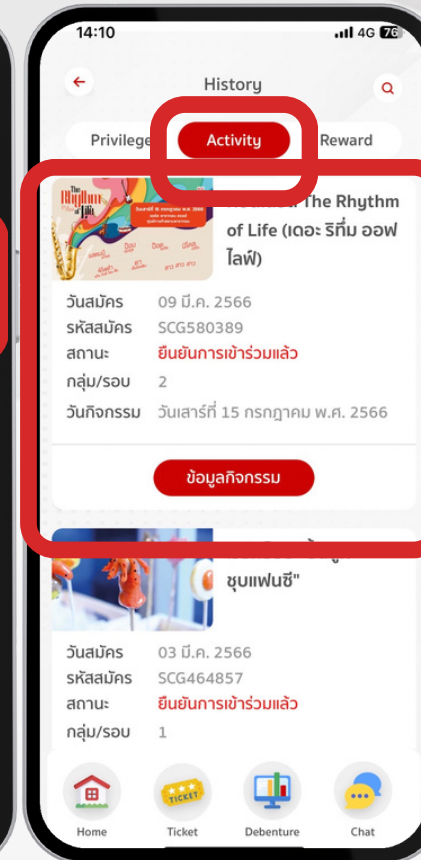 14:10 4G 76
History
Privilege Activity Reward
The Rhythm
of Life (เดอะ ริทึ่ม ออฟ
ไลฟ์)
The
Rhythm
of Life
วันสมัคร 09 มี.ค. 2566
รหัสสมัคร SCG580389
สถานะ ยืนยันการเข้าร่วมแล้ว
กลุ่ม/รอบ 2
วันกิจกรรม วันเสาร์ที่ 15 กรกฎาคม พ.ศ. 2566
ข้อมูลกิจกรรม
ชุบแฟนซี"
วันสมัคร 03 มี.ค. 2566
รหัสสมัคร SCG464857
สถานะ ยืนยันการเข้าร่วมแล้ว
กลุ่ม/รอบ 1
TICKET
Home Ticket Debenture Chat